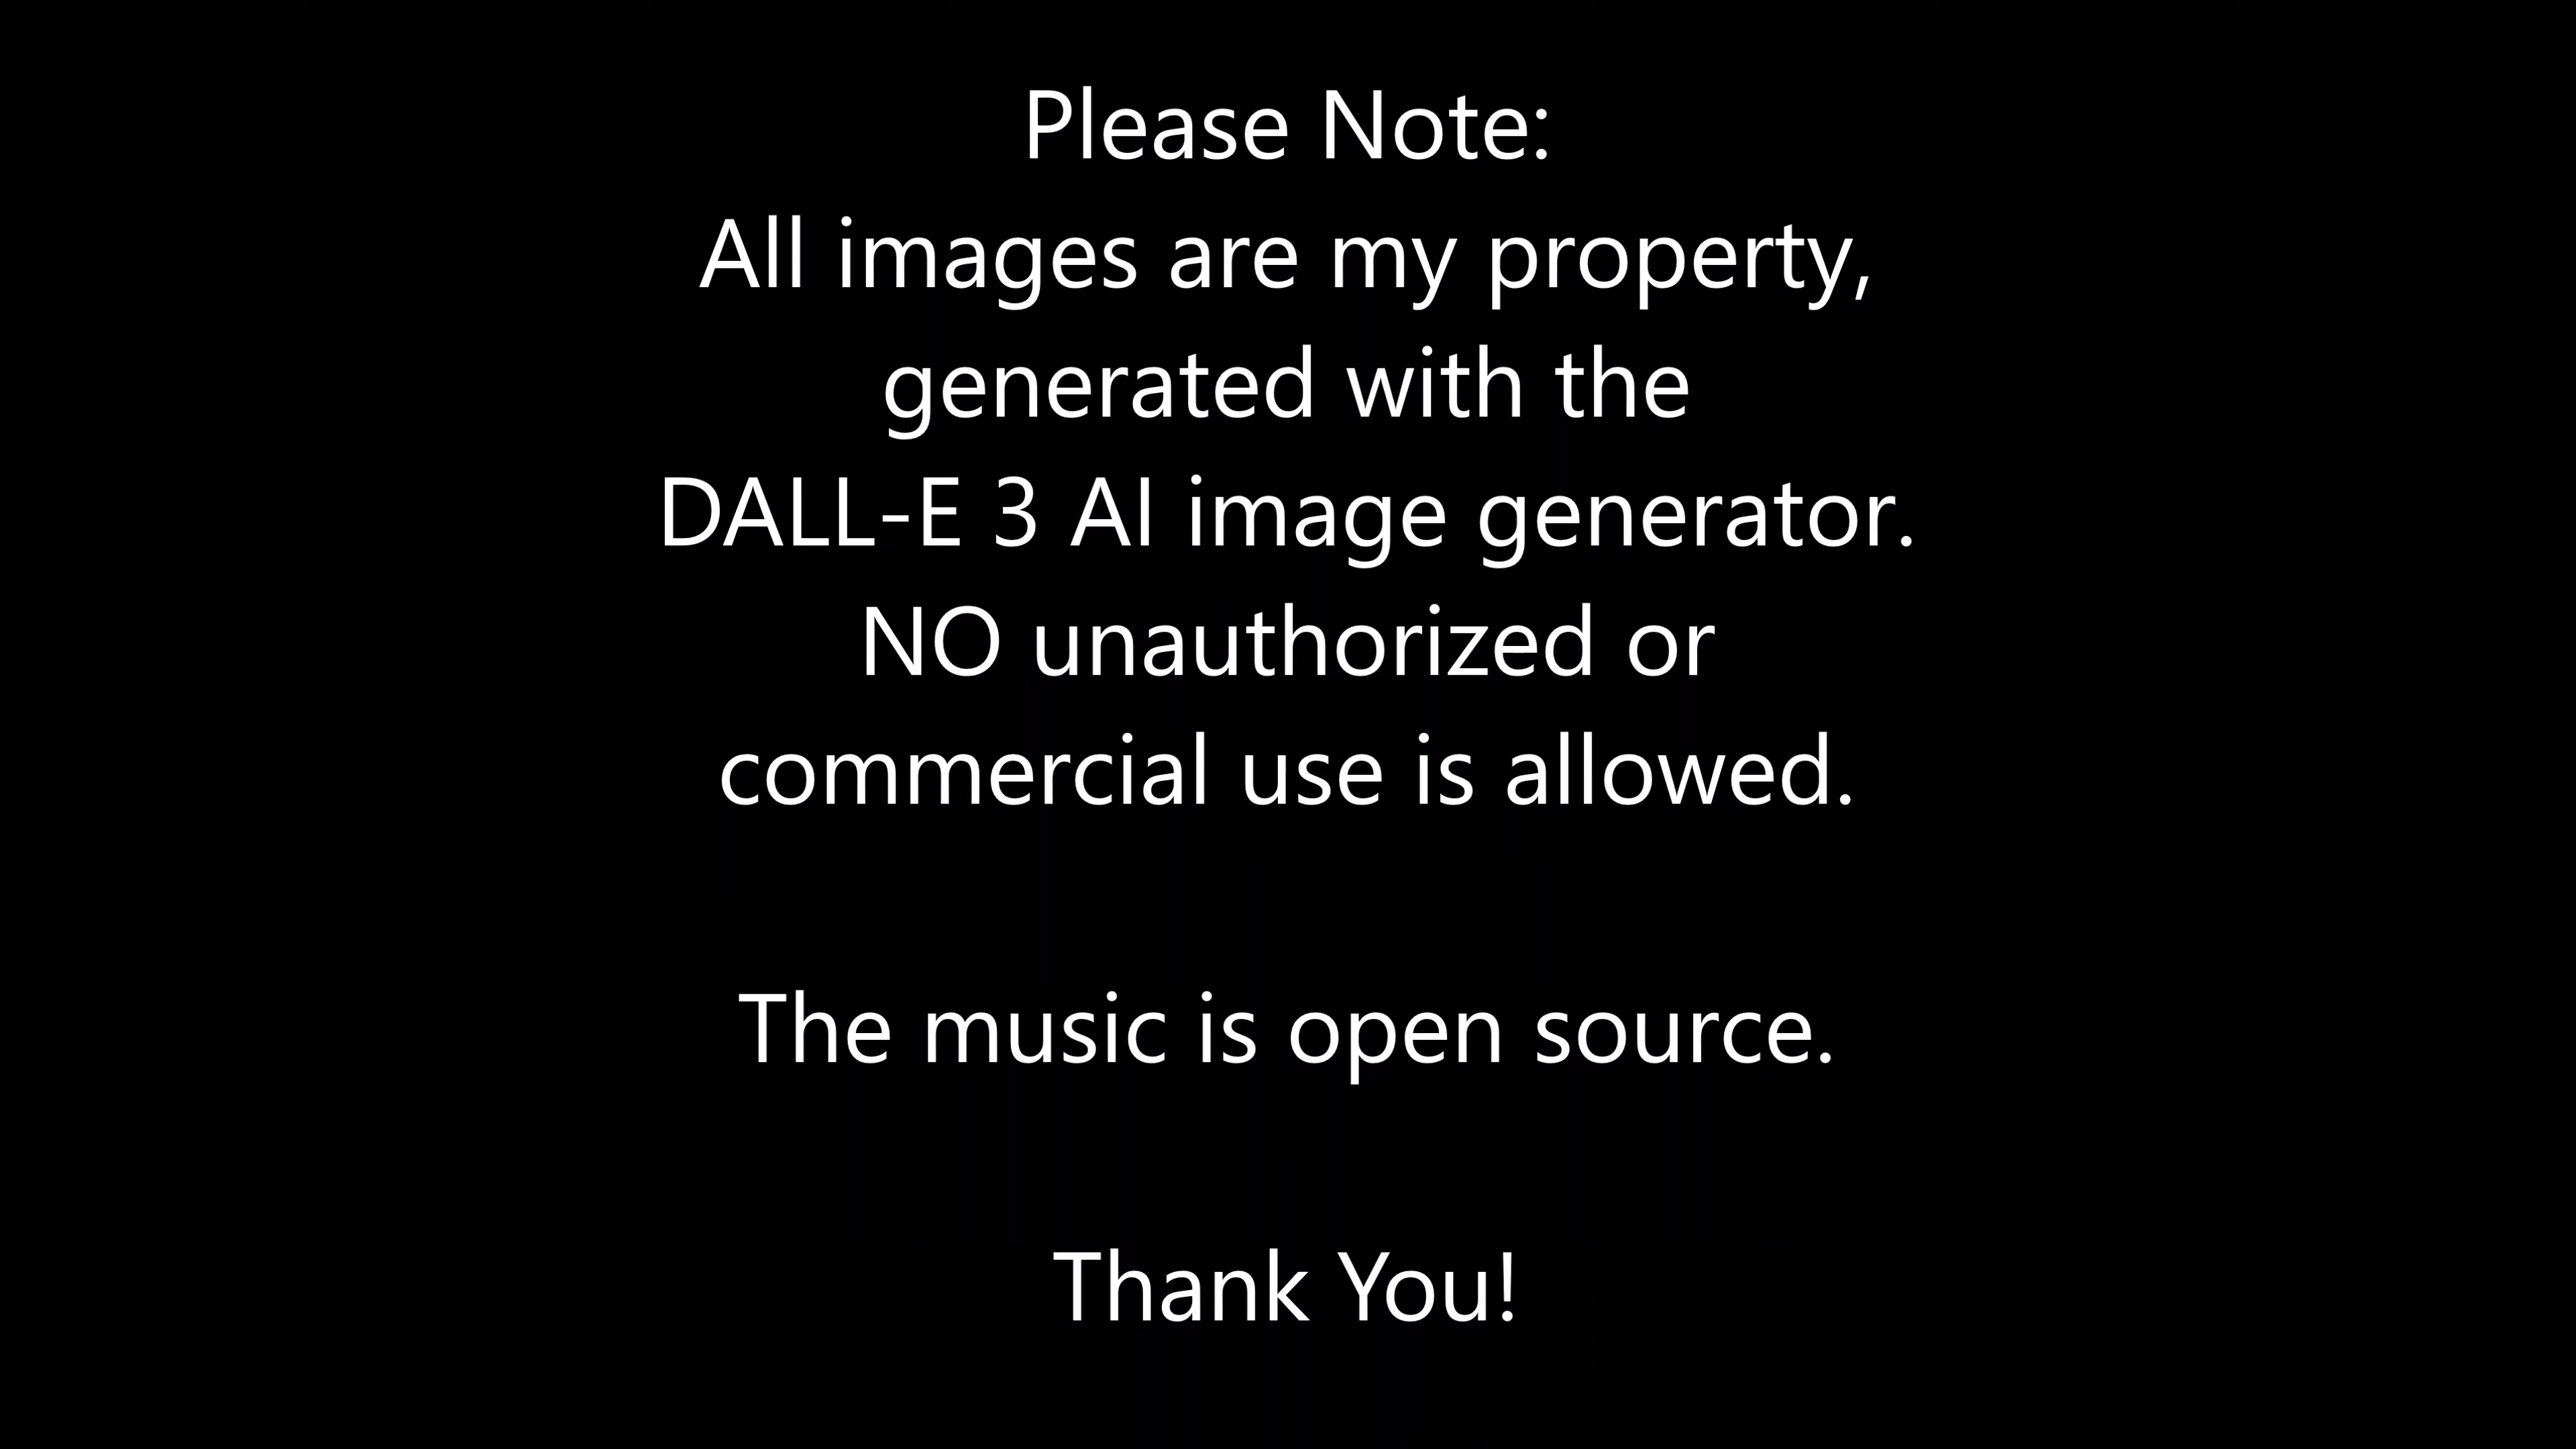 Please Note:
All images are my property,
generated with the
DALL-E 3 AI image generator.
NO unauthorized or
commercial use is allowed.
The music is open source.
Thank You!